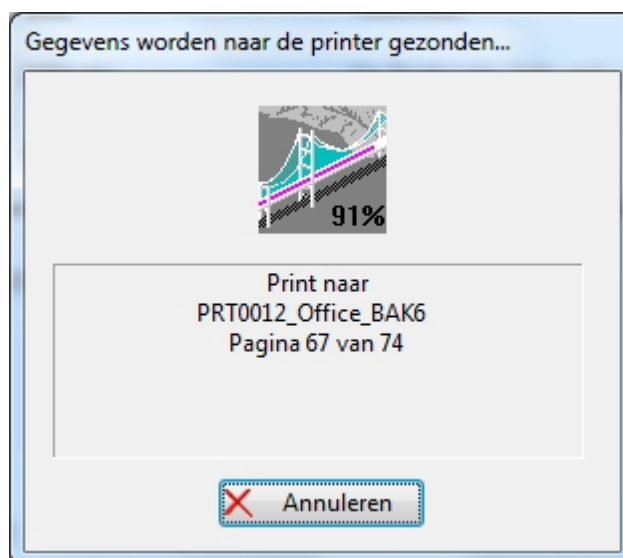 Gegevens worden naar de printer gezonden...
91%
Print naar
PRT0012_Office_BAK6
Pagina 67 van 74
Annuleren